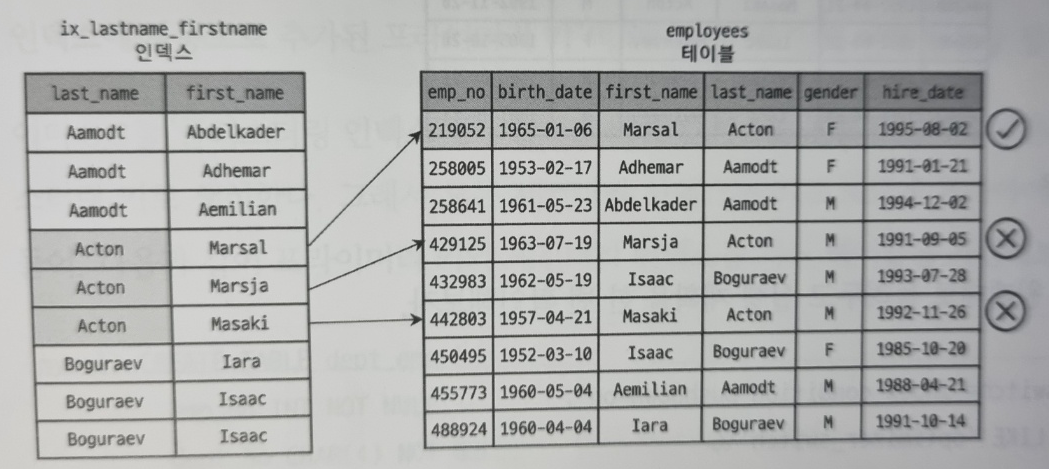 ix_lastname_firstname
인덱스
last_name first_name
Aamodt Abdelkader
Aamodt Adhemar
Aamodt Aemilian
Acton Marsal
Acton Marsja
Acton Masaki
Boguraev Iara
Boguraev Isaac
Boguraev Isaac
employees
테이블
emp_no birth_date first_name last_name gender hire_date
219052 1965-01-06 Marsal Acton F 1995-08-02
258005 1953-02-17 Adhemar Aamodt F 1991-01-21
258641 1961-05-23 Abdelkader Aamodt M 1994-12-02
429125 1963-07-19 Marsja Acton M 1991-09-05
432983 1962-05-19 Isaac Boguraev M 1993-07-28
442803 1957-04-21 Masaki Acton M 1992-11-26
450495 1952-03-10 Isaac Boguraev F 1985-10-20
455773 1960-05-04 Aemilian Aamodt M 1988-04-21
488924 1960-04-04 Iara Boguraev M 1991-10-14